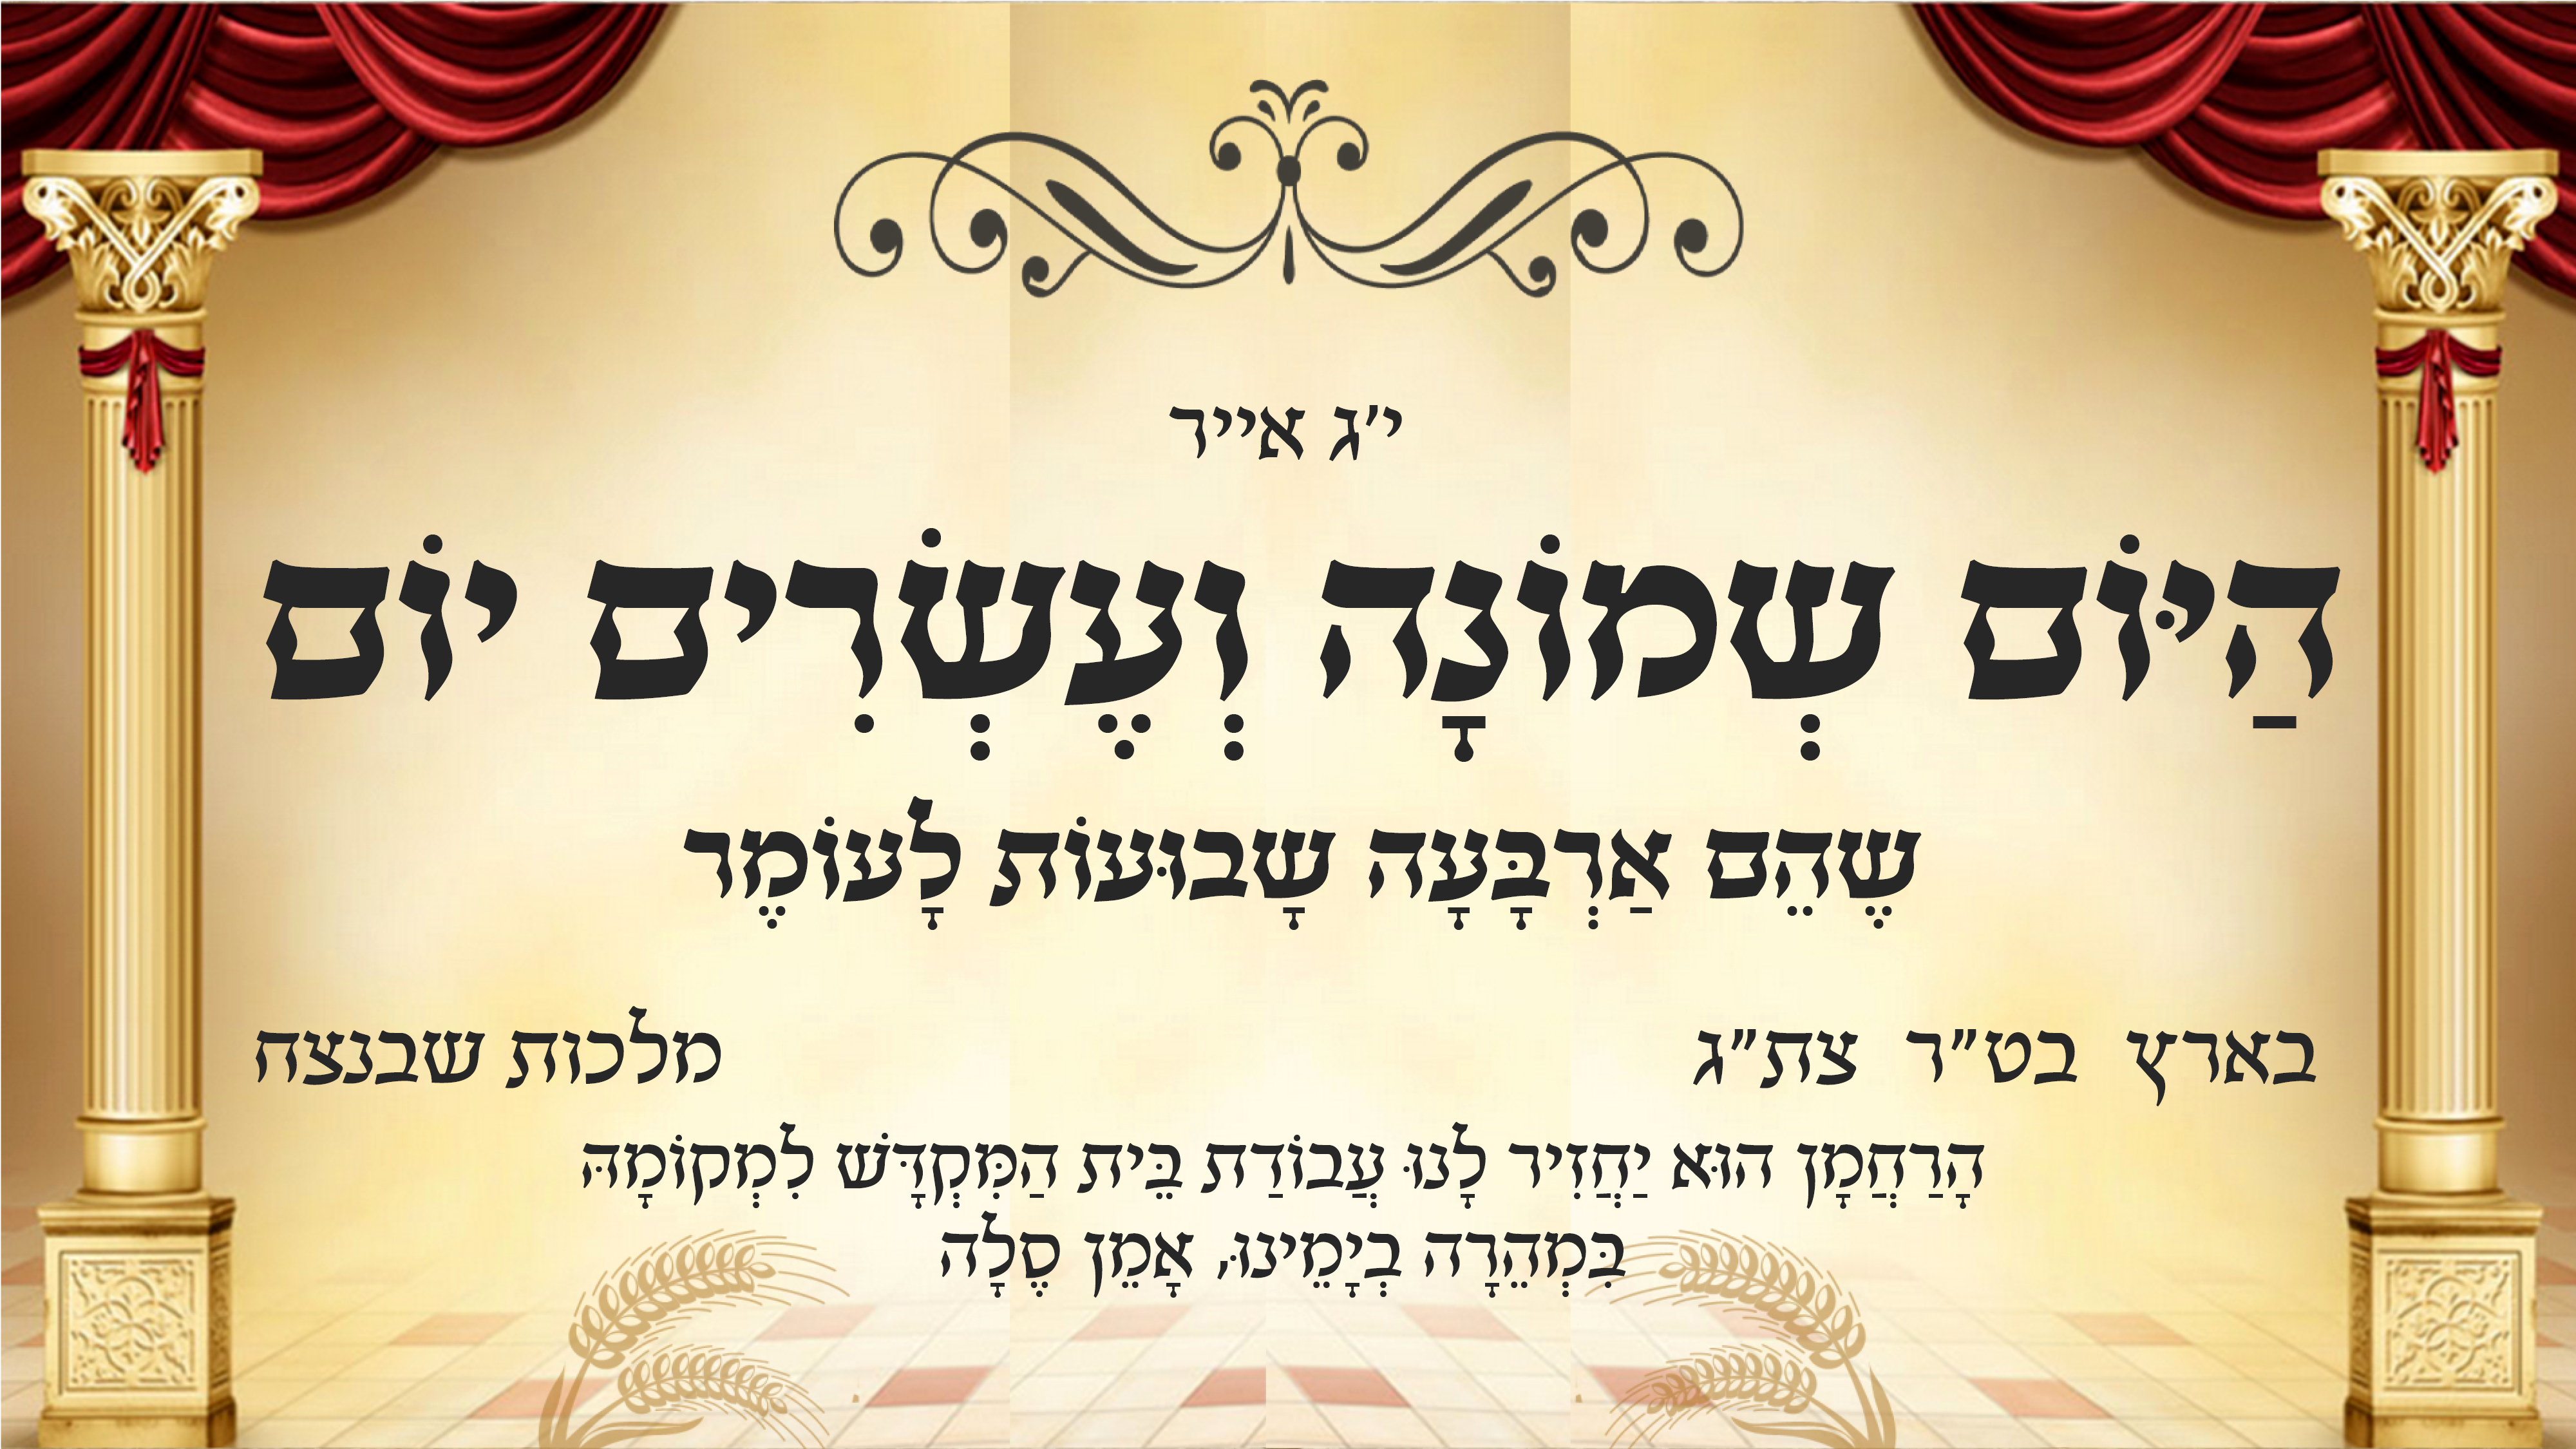 י'ג אייר
הַיּוֹם שְׁמוֹנָה וְעֶשְׂרִים יוֹם
שֶׁהֵם אַרְבָּעָה שָׁבוּעוֹת לָעוֹמֶר
בארץ בט"ר צת"ג מלכות שבנצח
הָרַחֲמָן הוּא יַחֲזִיר לָנוּ עֲבוֹדַת בֵּית הַמִּקְדָּשׁ לִמְקוֹמָהּ
בִּמְהֵרָה בְיָמֵינוּ, אָמֵן סֶלָה